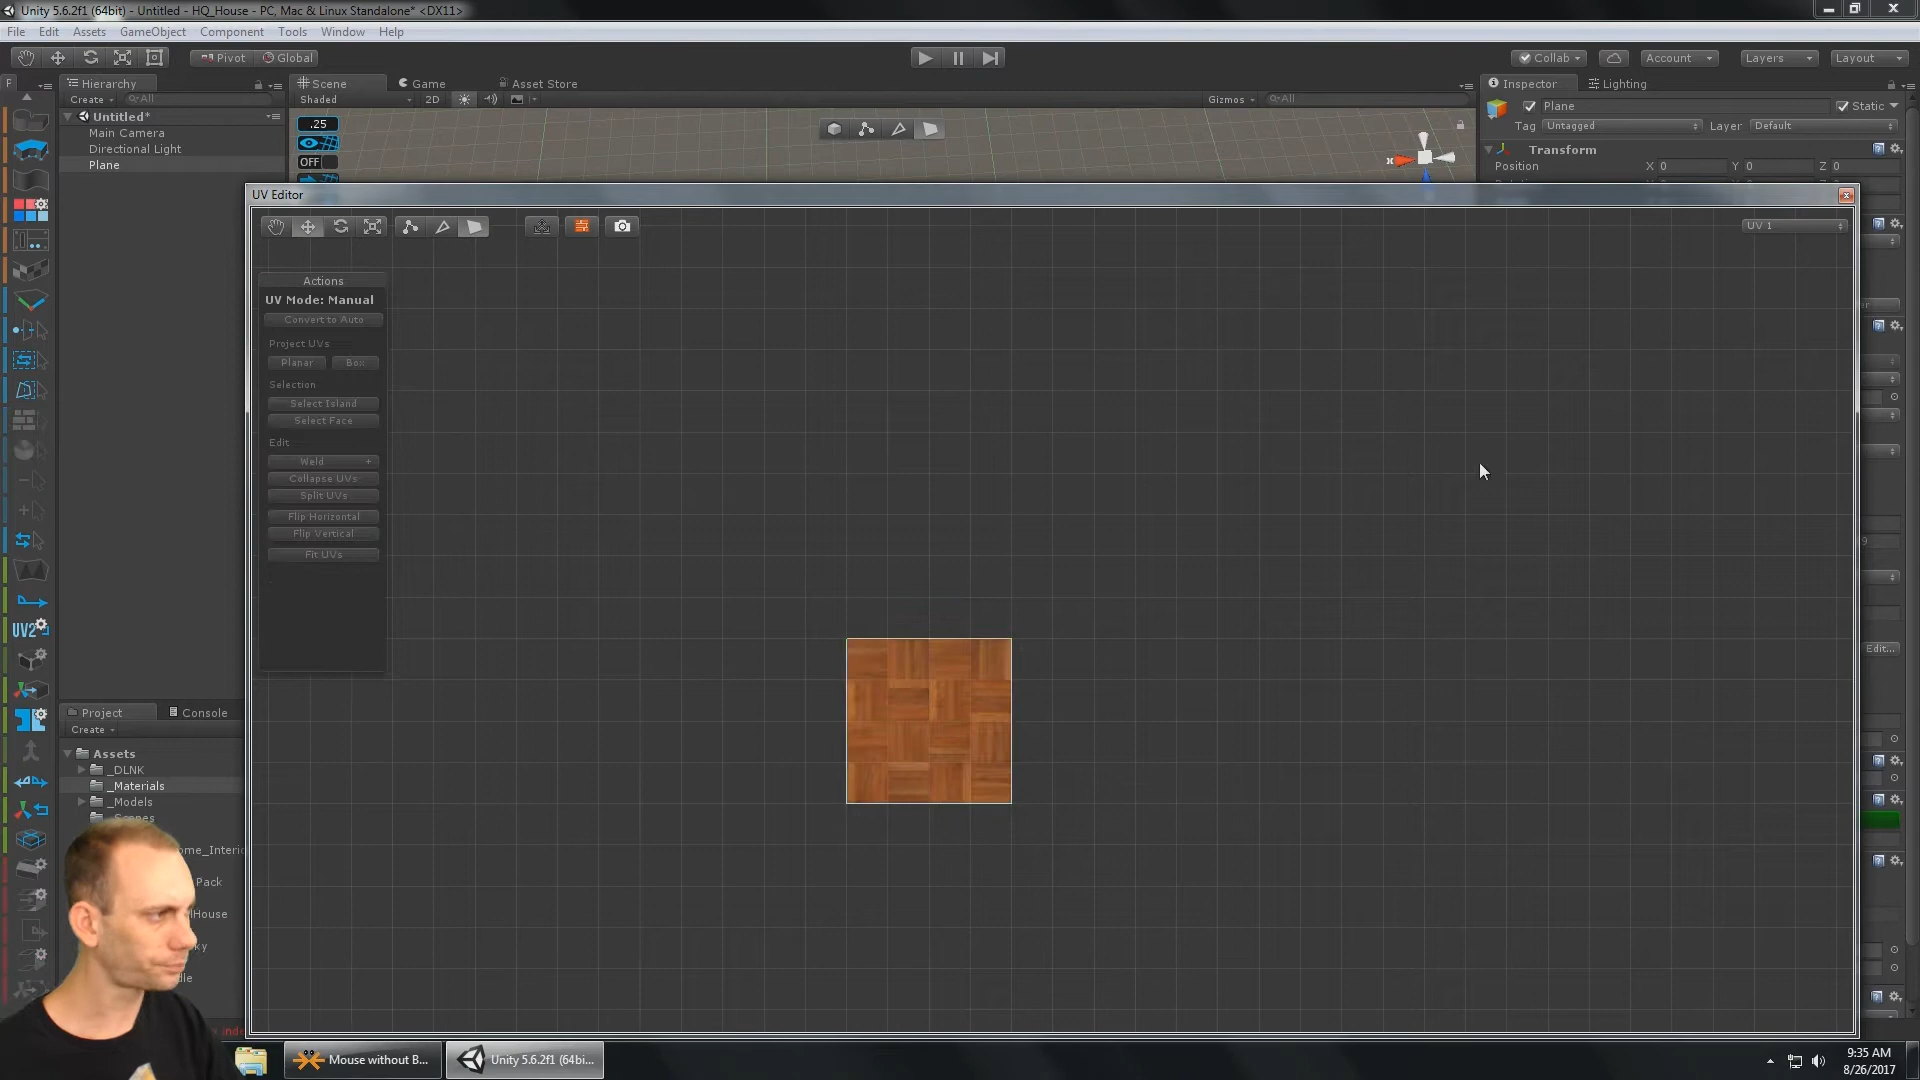 Unity 5.6.2f1 (64bit) - Untitled - HQ_House - PC, Mac & Linux Standalone* <DX11>
File Edit Assets GameObject Component Tools Window Help
Pivot Global
Collab Account Layers Layout
Hierarchy
Scene Game Asset Store
Inspector Lighting
Create All
Shaded 2D
Gizmos All
Plane Static
Untitled*
Main Camera
Directional Light
Plane
.25
OFF
Tag Untagged Layer Default
Transform
Position X 0 Y 0 Z 0
UV Editor
UV 1
Actions
UV Mode: Manual
Convert to Auto
Project UVs
Planar Box
Selection
Select Island
Select Face
Edit
Weld +
Collapse UVs
Split UVs
Flip Horizontal
Flip Vertical
Fit UVs
UV2
Edit...
Project Console
Create
Assets
_DLNK
_Materials
_Models
_Scenes
ome_Interi
Pack
lHouse
ky
dle
Mouse without B...
Unity 5.6.2f1 (64bi...
9:35 AM
8/26/2017